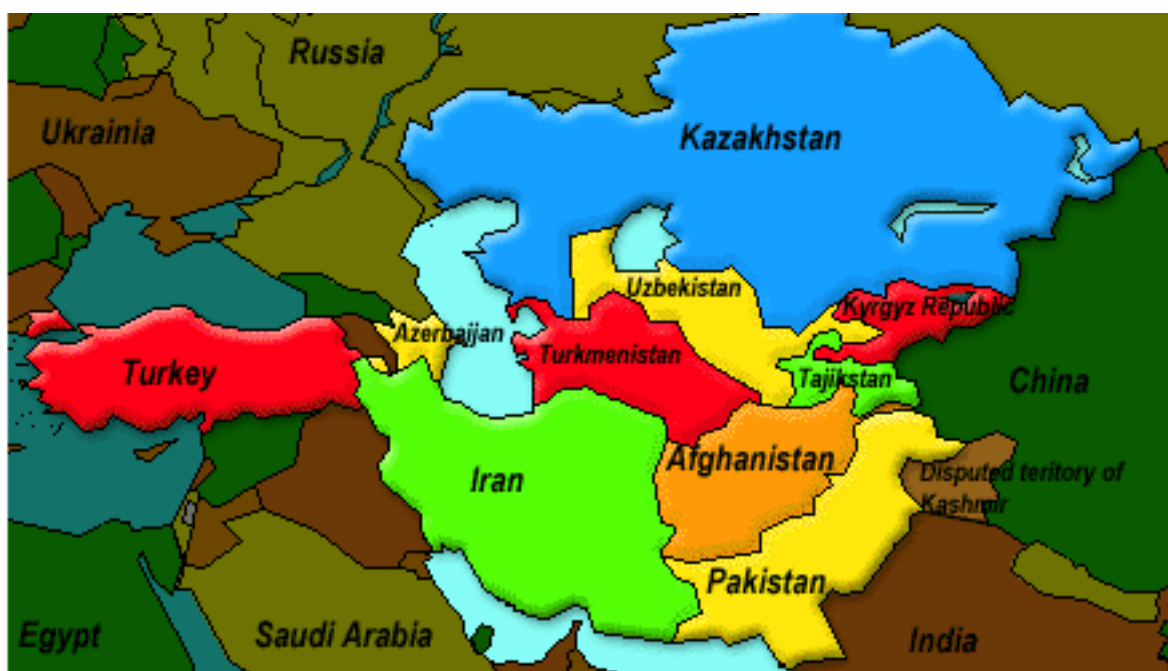 Russia
Ukrainia
Kazakhstan
Uzbekistan
Kyrgyz Republic
Azerbaijan
Turkmenistan
Turkey
Tajikstan
China
Afghanistan
Iran
Disputed teritory of
Kashmir
Pakistan
Egypt
Saudi Arabia
India